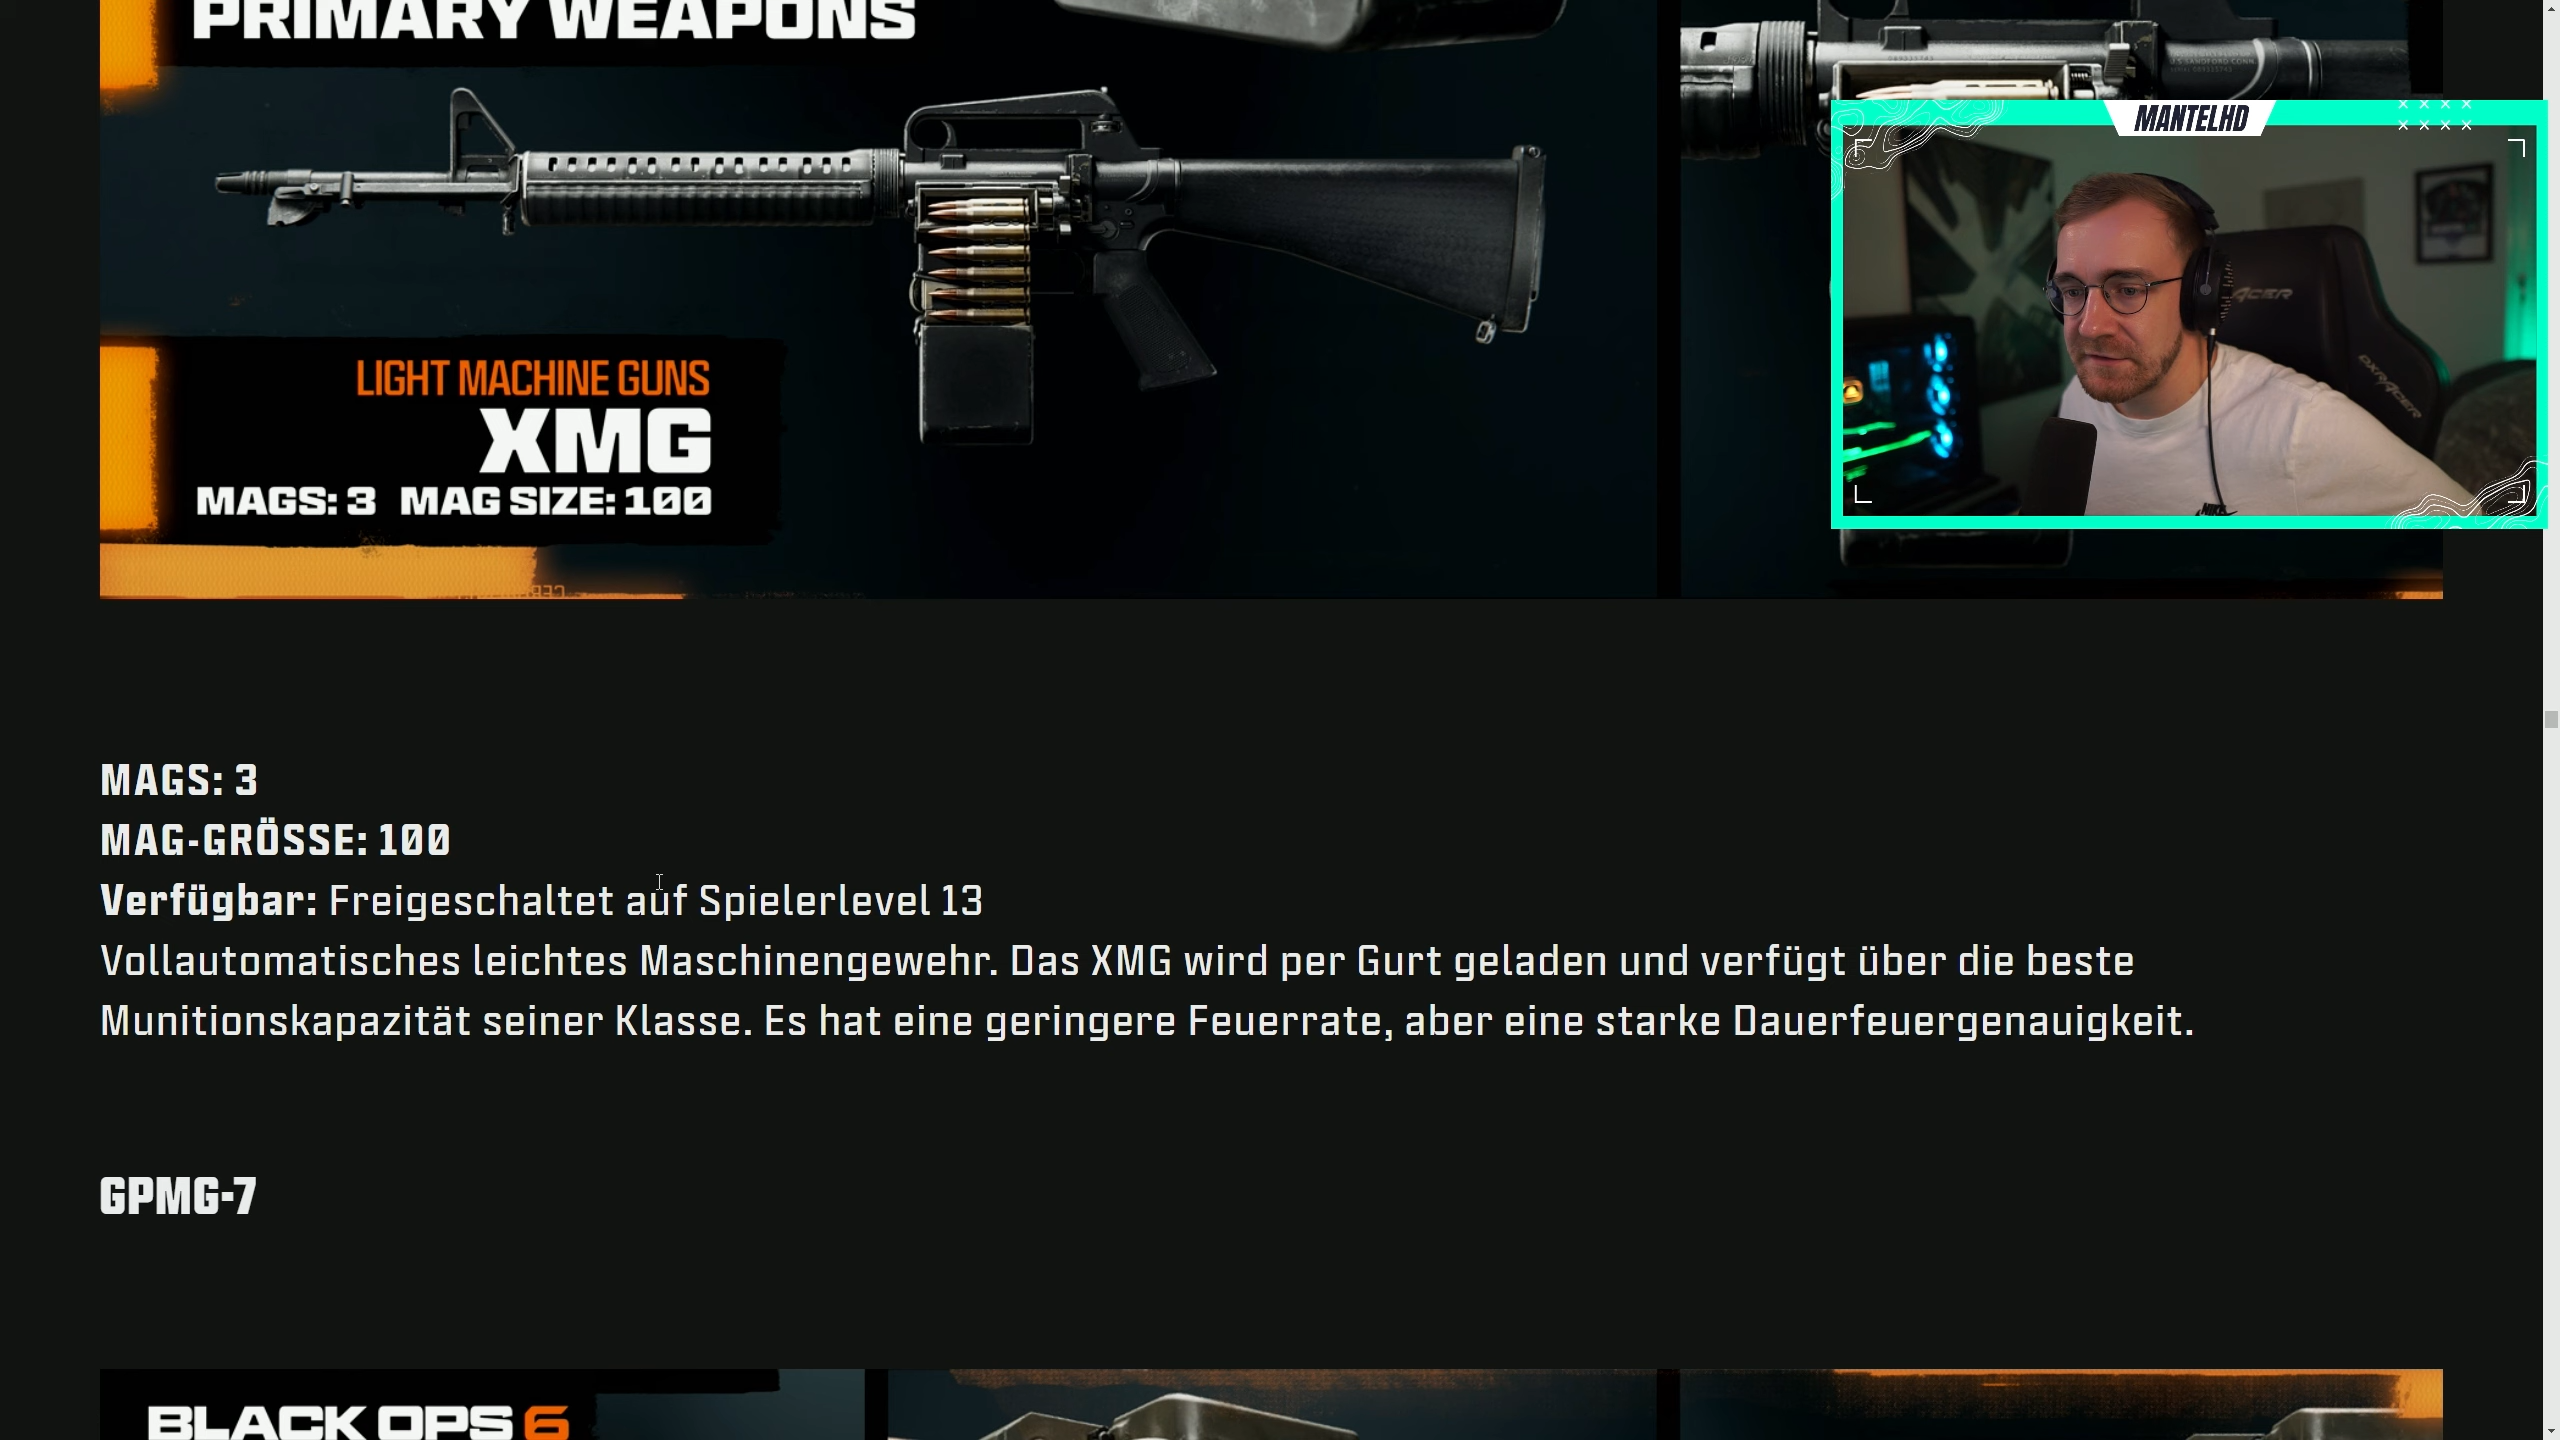 PRIMARY WEAPONS
MANTELHD
LIGHT MACHINE GUNS
XMG
MAGS: 3 MAG SIZE: 100
MAGS: 3
MAG-GRÖSSE: 100
Verfügbar: Freigeschaltet auf Spielerlevel 13
Vollautomatisches leichtes Maschinengewehr. Das XMG wird per Gurt geladen und verfügt über die beste
Munitionskapazität seiner Klasse. Es hat eine geringere Feuerrate, aber eine starke Dauerfeuergenauigkeit.
GPMG-7
BLACK OPS 6